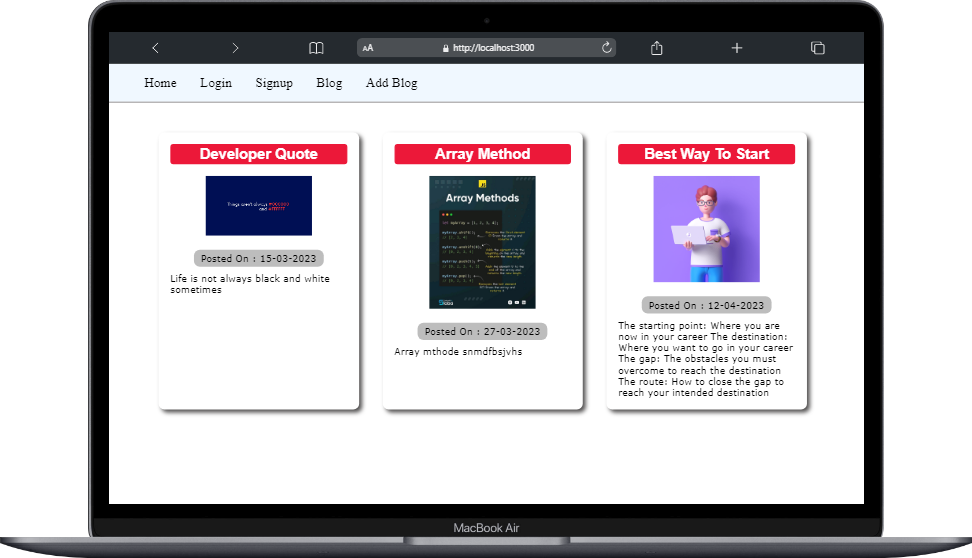 AA http://localhost:3000
Home Login Signup Blog Add Blog
Developer Quote
Things aren't always #000000
and #FFFFFF
Posted On : 15-03-2023
Life is not always black and white
sometimes
Array Method
Array Methods
Posted On : 27-03-2023
Array mthode snmdfbsjvhs
Best Way To Start
Posted On : 12-04-2023
The starting point: Where you are
now in your career The destination:
Where you want to go in your career
The gap: The obstacles you must
overcome to reach the destination
The route: How to close the gap to
reach your intended destination
MacBook Air